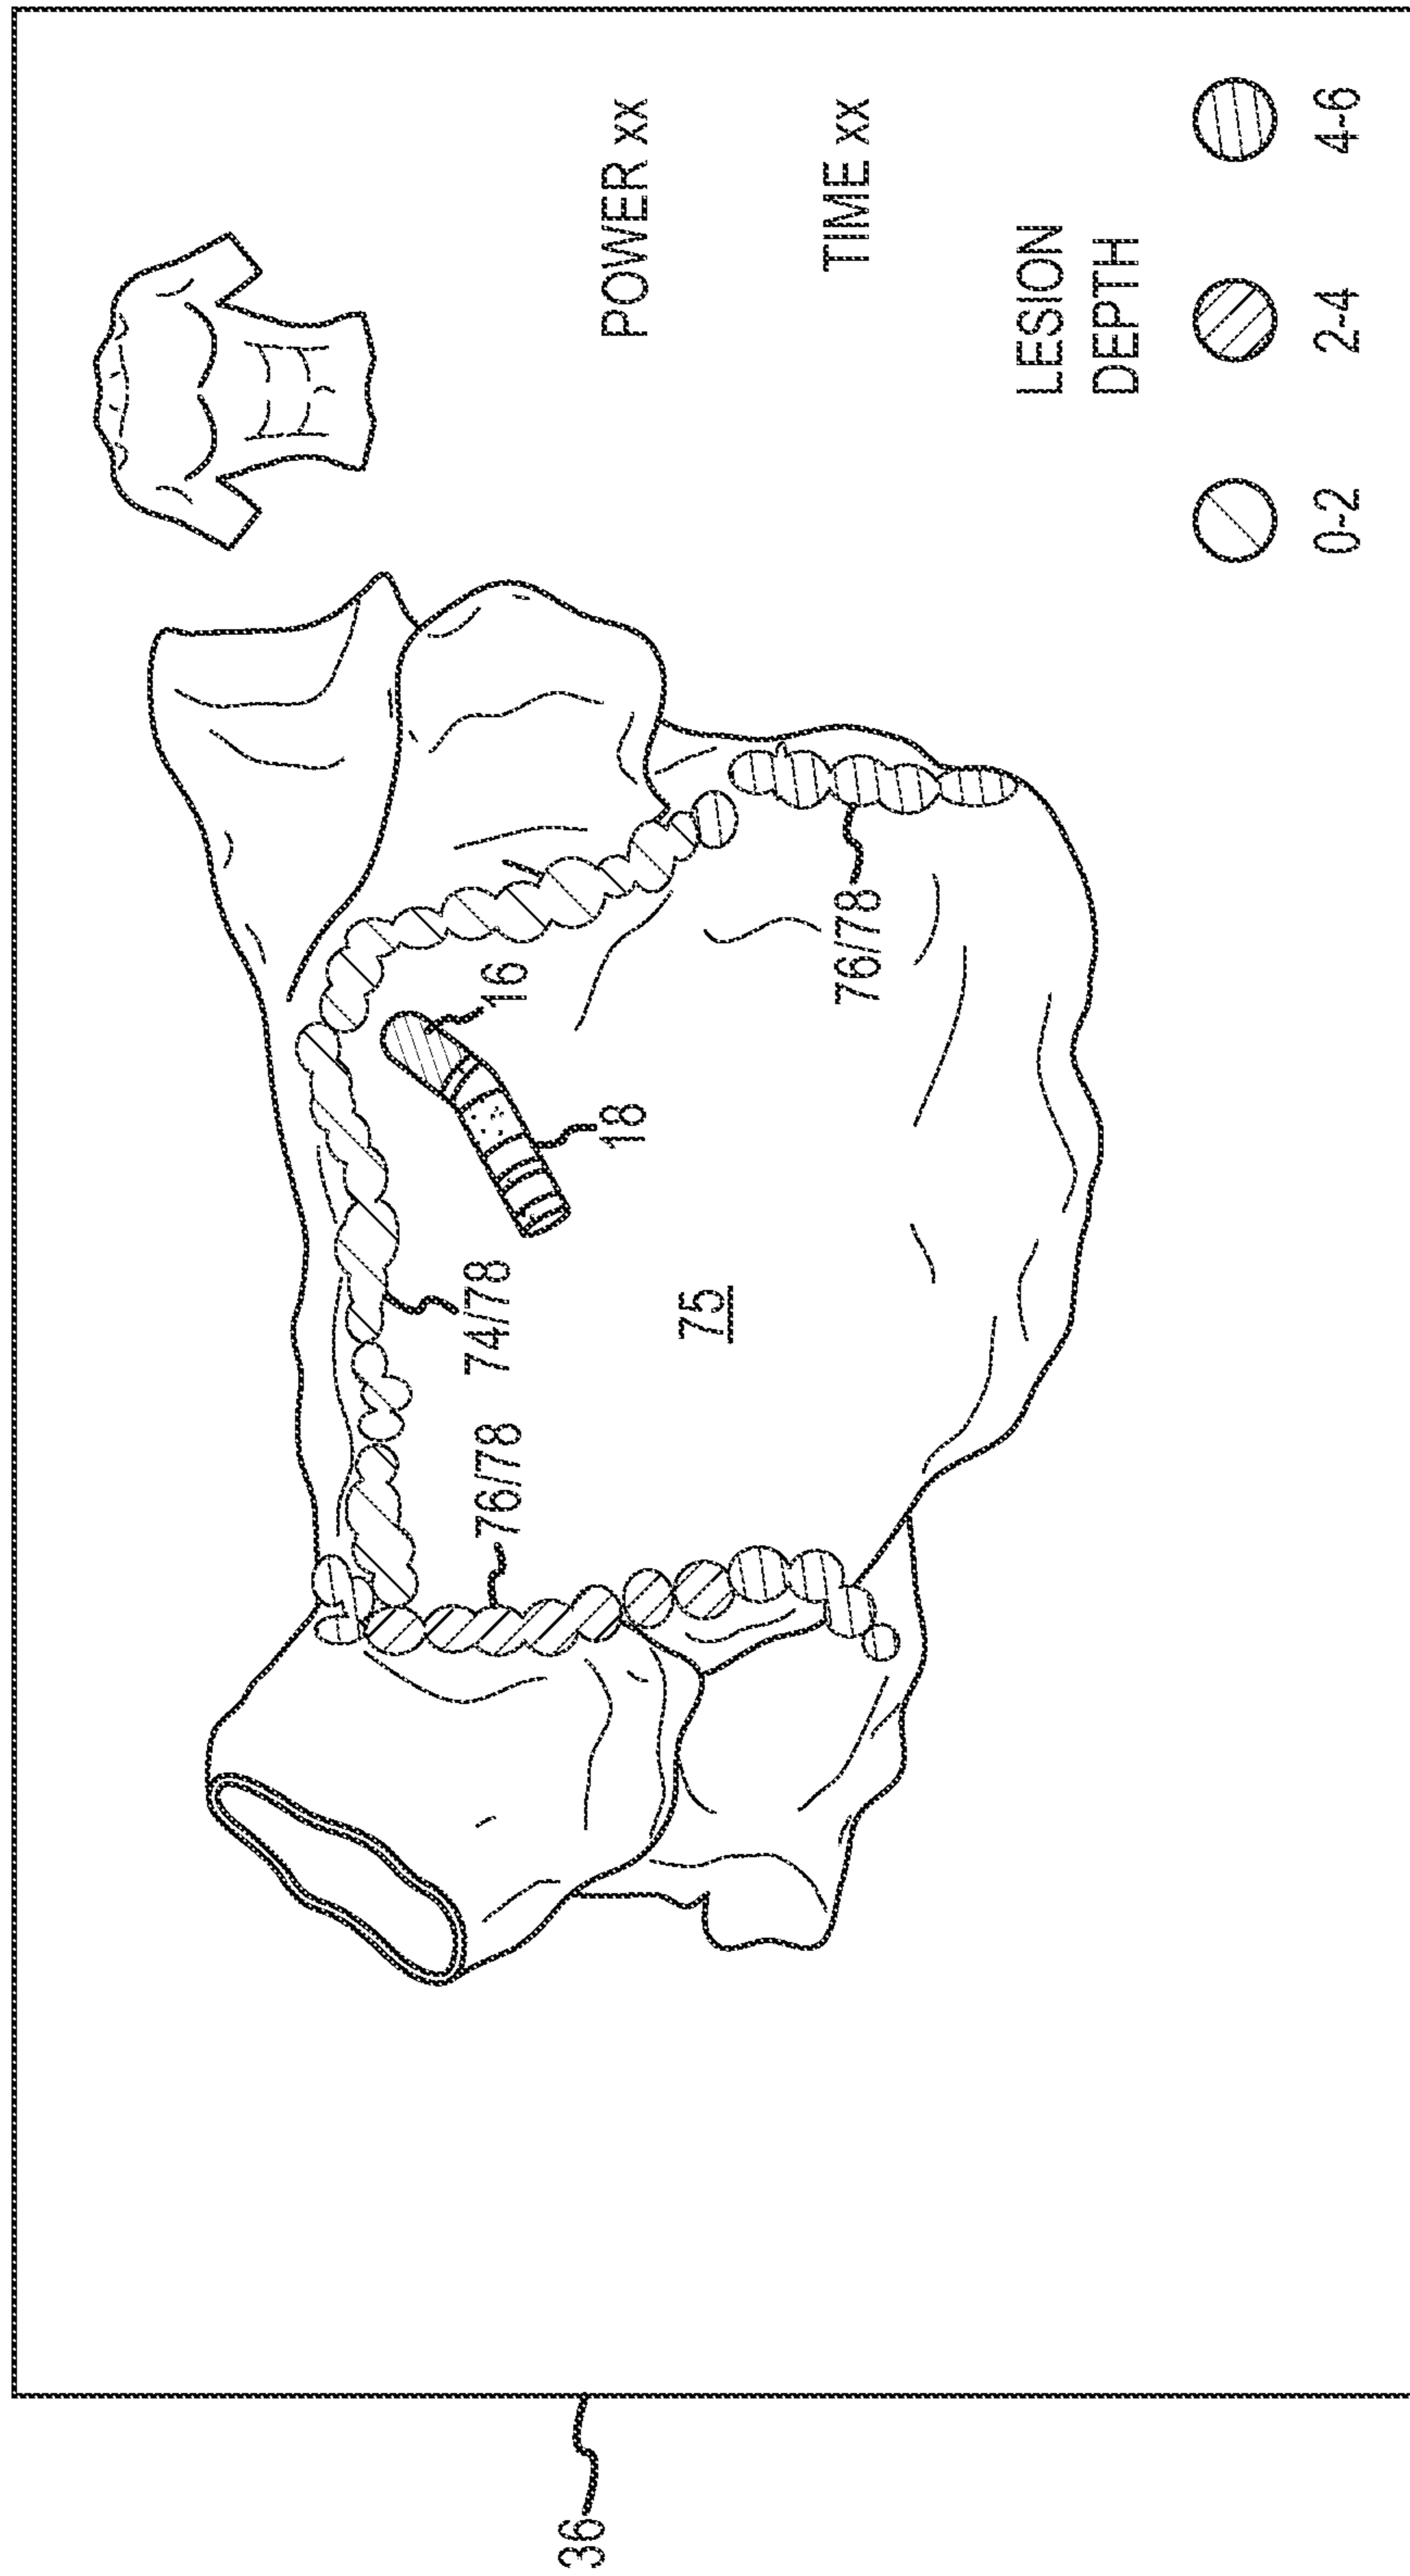 POWER xx
TIME xx
LESION
DEPTH
0-2
2-4
4-6
16
18
74/78
76/78
75
76/78
36